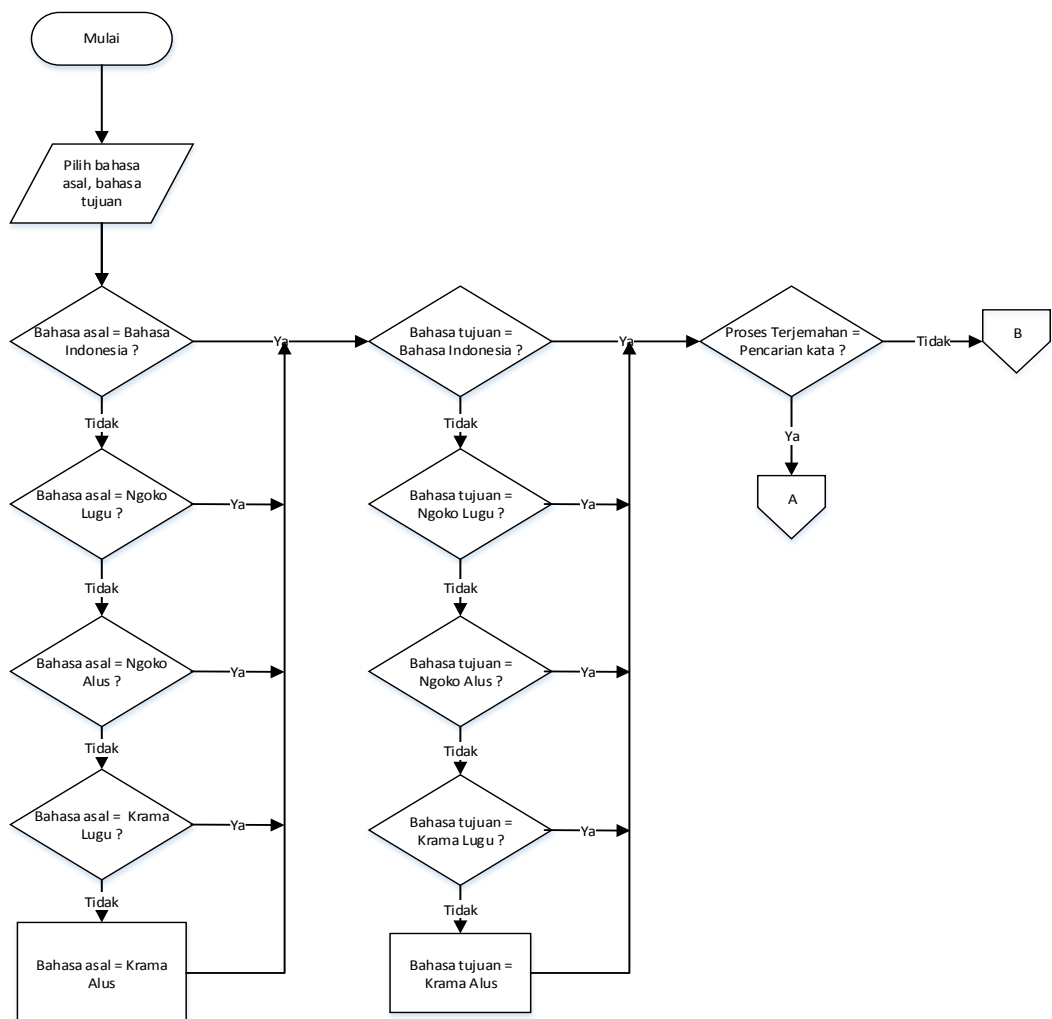 Mulai
Pilih bahasa
asal, bahasa
tujuan
Bahasa asal = Bahasa
Indonesia ?
Ya
Bahasa tujuan =
Bahasa Indonesia ?
Ya
Proses Terjemahan =
Pencarian kata ?
Tidak
B
Tidak
Tidak
Ya
A
Bahasa asal = Ngoko
Lugu ?
Ya
Bahasa tujuan =
Ngoko Lugu ?
Ya
Tidak
Tidak
Bahasa asal = Ngoko
Alus ?
Ya
Bahasa tujuan =
Ngoko Alus ?
Ya
Tidak
Tidak
Bahasa asal = Krama
Lugu ?
Ya
Bahasa tujuan =
Krama Lugu ?
Ya
Tidak
Tidak
Bahasa asal = Krama
Alus
Bahasa tujuan =
Krama Alus